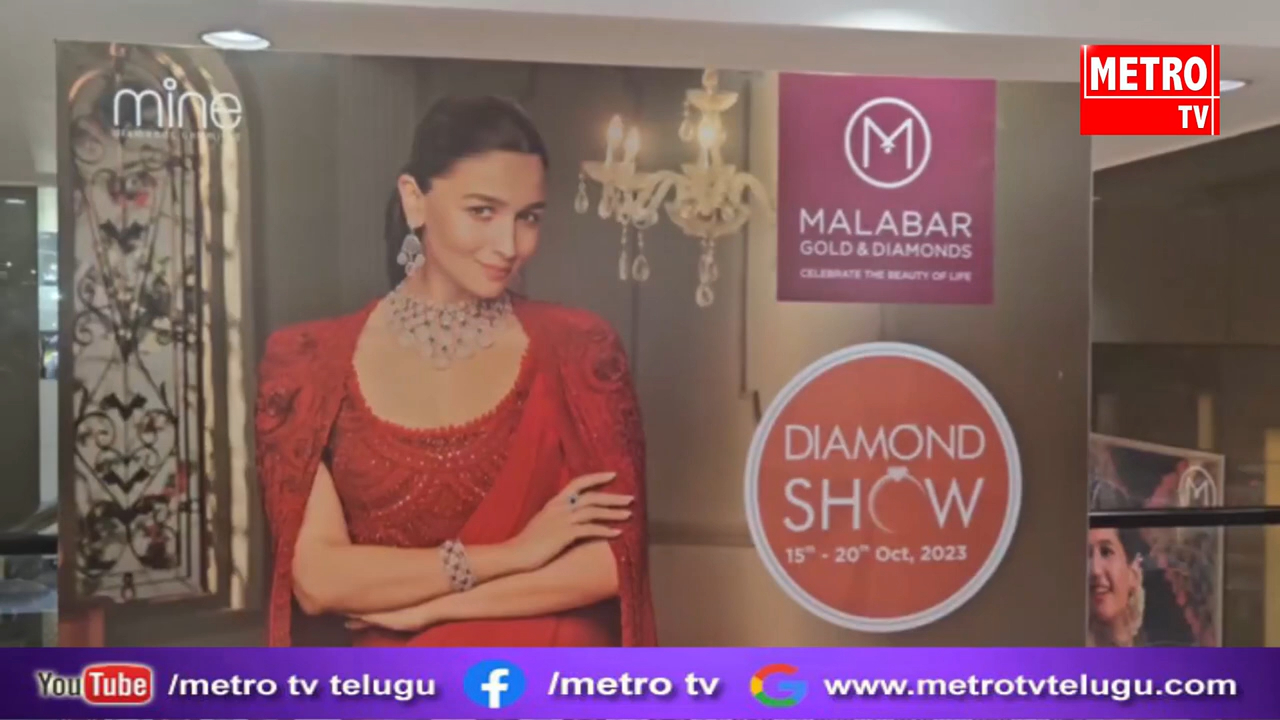 mine
METRO
TV
M
MALABAR
GOLD & DIAMONDS
CELEBRATE THE BEAUTY OF LIFE
DIAMOND
SHOW
15th - 20th Oct, 2023
YouTube /metro tv telugu
f /metro tv
G www.metrotvtelugu.com